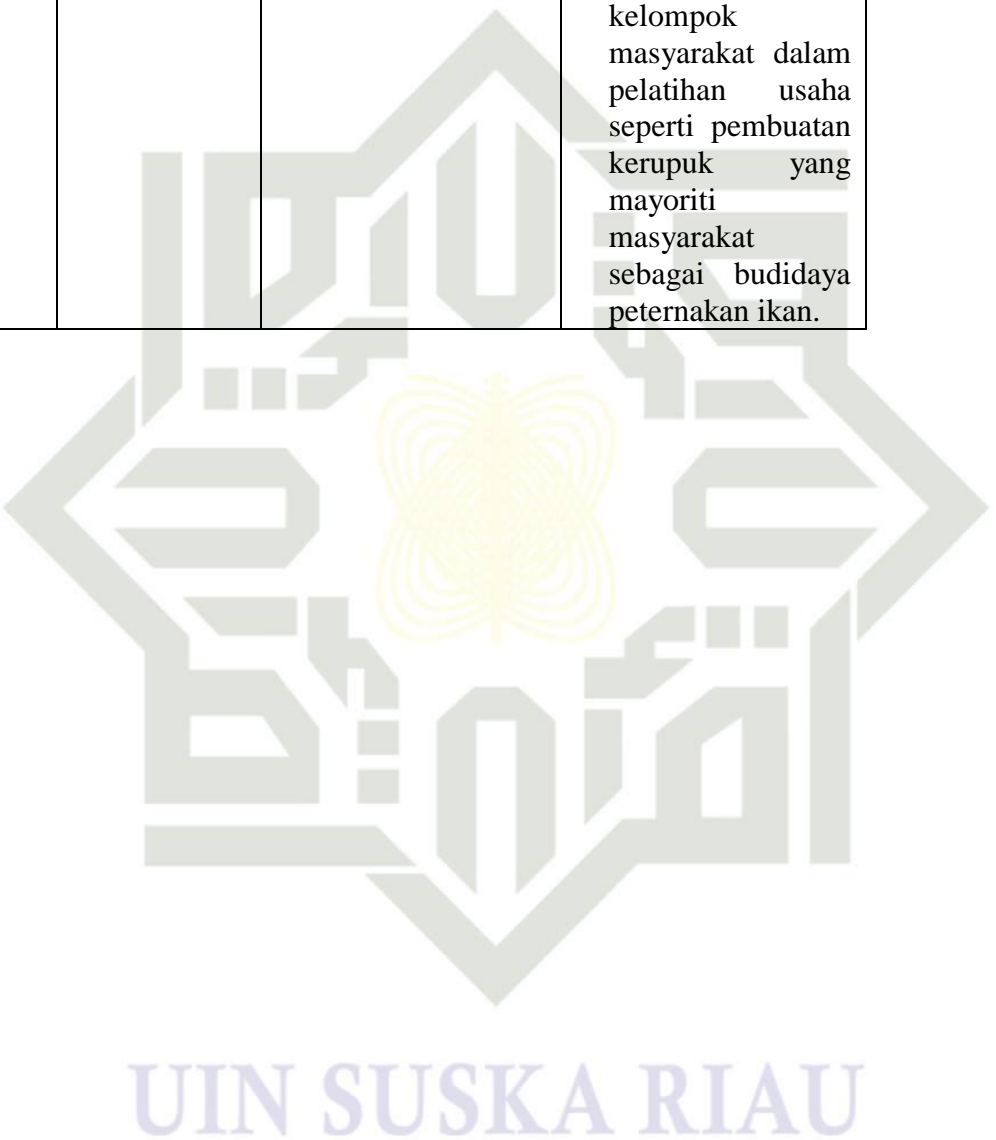 kelompok
masyarakat dalam
pelatihan usaha
seperti pembuatan
kerupuk yang
mayoriti
masyarakat
sebagai budidaya
peternakan ikan.
UIN SUSKA RIAU